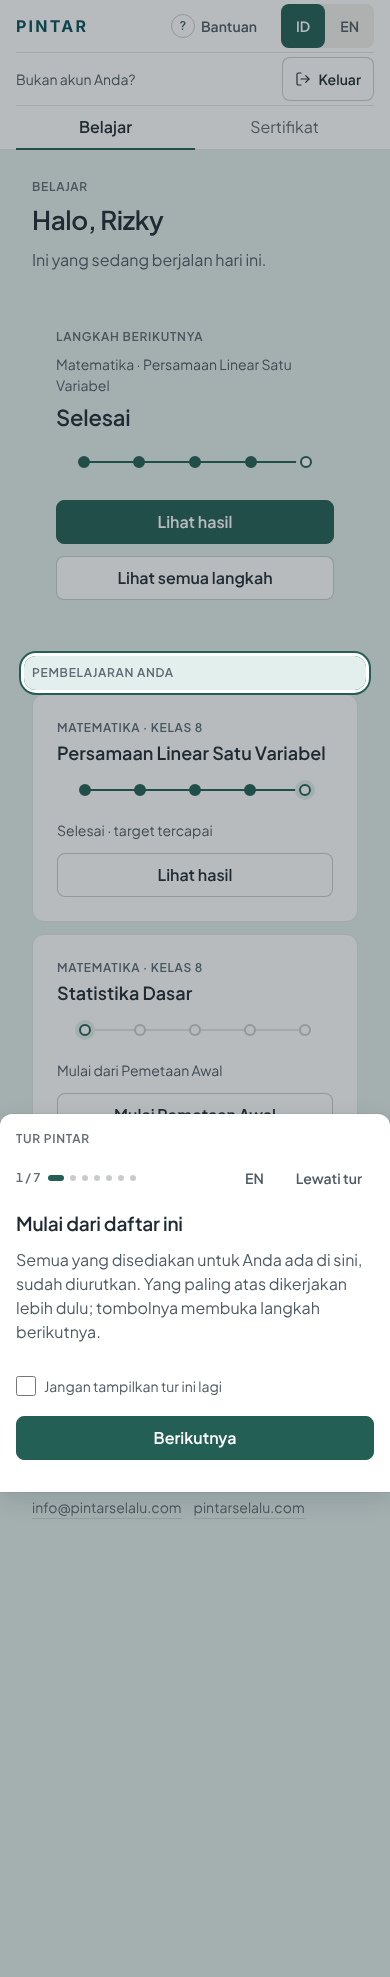 PINTAR
? Bantuan
ID
EN
Bukan akun Anda?
Keluar
Belajar
Sertifikat
BELAJAR
Halo, Rizky
Ini yang sedang berjalan hari ini.
LANGKAH BERIKUTNYA
Matematika · Persamaan Linear Satu
Variabel
Selesai
Lihat hasil
Lihat semua langkah
PEMBELAJARAN ANDA
MATEMATIKA · KELAS 8
Persamaan Linear Satu Variabel
Selesai · target tercapai
Lihat hasil
MATEMATIKA · KELAS 8
Statistika Dasar
Mulai dari Pemetaan Awal
Mulai Pemetaan Awal
TUR PINTAR
1/7
EN
Lewati tur
Mulai dari daftar ini
Semua yang disediakan untuk Anda ada di sini,
sudah diurutkan. Yang paling atas dikerjakan
lebih dulu; tombolnya membuka langkah
berikutnya.
Jangan tampilkan tur ini lagi
Berikutnya
info@pintarselalu.com pintarselalu.com